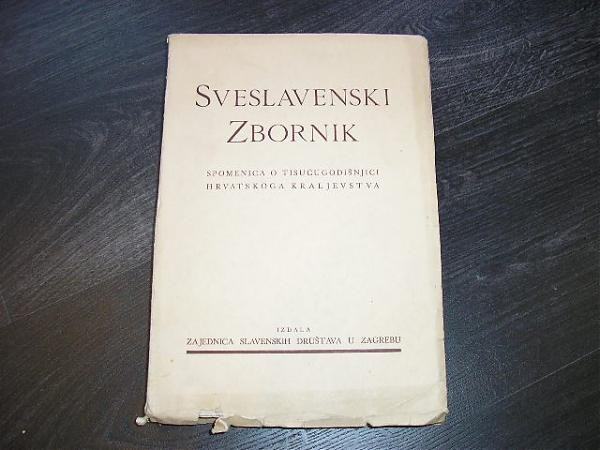 SVESLAVENSKI
ZBORNIK
SPOMENICA O TISUĆUGODIŠNJICI
HRVATSKOGA KRALJEVSTVA
IZDALA
ZAJEDNICA SLAVENSKIH DRUŠTAVA U ZAGREBU